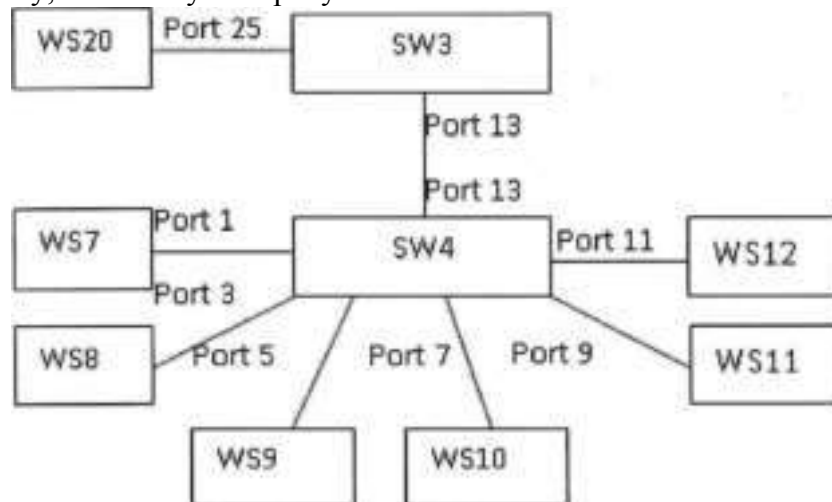 WS20
Port 25
SW3
Port 13
Port 13
WS7
Port 1
SW4
Port 11
WS12
Port 3
WS8
Port 5
Port 7
Port 9
WS11
WS9
WS10